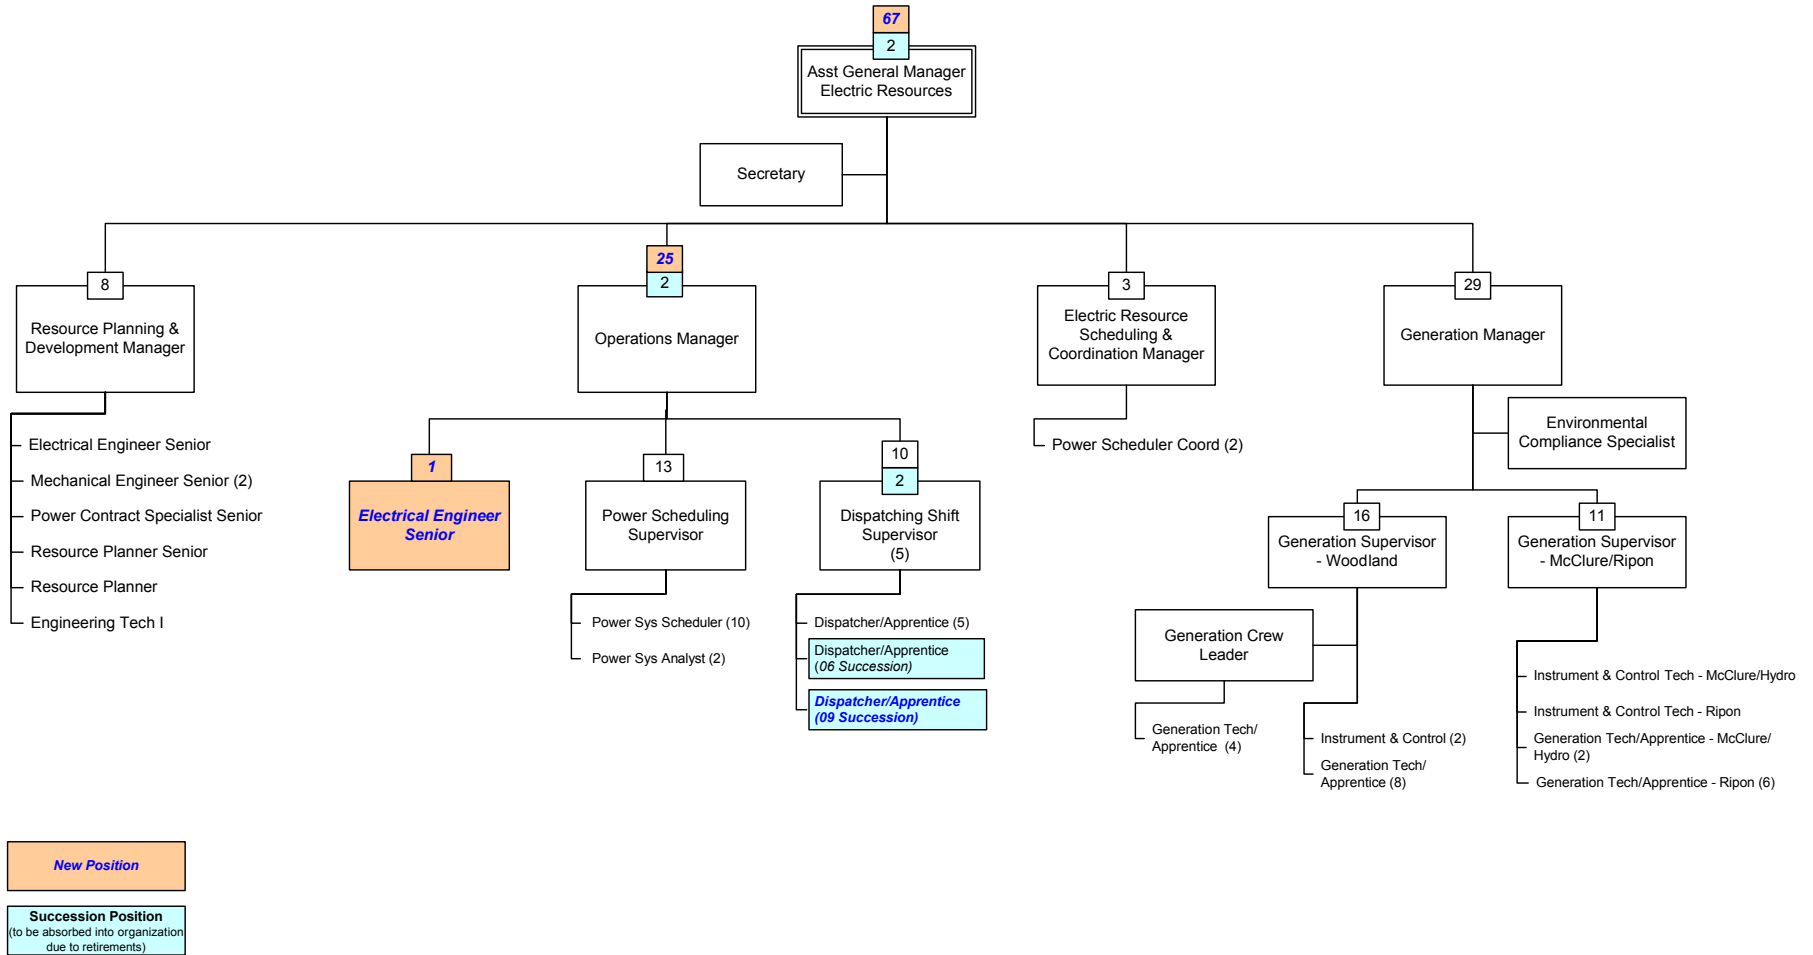 67
2
Asst General Manager
Electric Resources
Secretary
8
Resource Planning &
Development Manager
Electrical Engineer Senior
Mechanical Engineer Senior (2)
Power Contract Specialist Senior
Resource Planner Senior
Resource Planner
Engineering Tech I
25
2
Operations Manager
1
Electrical Engineer
Senior
13
Power Scheduling
Supervisor
Power Sys Scheduler (10)
Power Sys Analyst (2)
10
2
Dispatching Shift
Supervisor
(5)
Dispatcher/Apprentice (5)
Dispatcher/Apprentice
(06 Succession)
Dispatcher/Apprentice
(09 Succession)
3
Electric Resource
Scheduling &
Coordination Manager
Power Scheduler Coord (2)
29
Generation Manager
Environmental
Compliance Specialist
16
Generation Supervisor
- Woodland
Generation Crew
Leader
Generation Tech/
Apprentice (4)
Instrument & Control (2)
Generation Tech/
Apprentice (8)
11
Generation Supervisor
- McClure/Ripon
Instrument & Control Tech - McClure/Hydro
Instrument & Control Tech - Ripon
Generation Tech/Apprentice - McClure/
Hydro (2)
Generation Tech/Apprentice - Ripon (6)
New Position
Succession Position
(to be absorbed into organization
due to retirements)